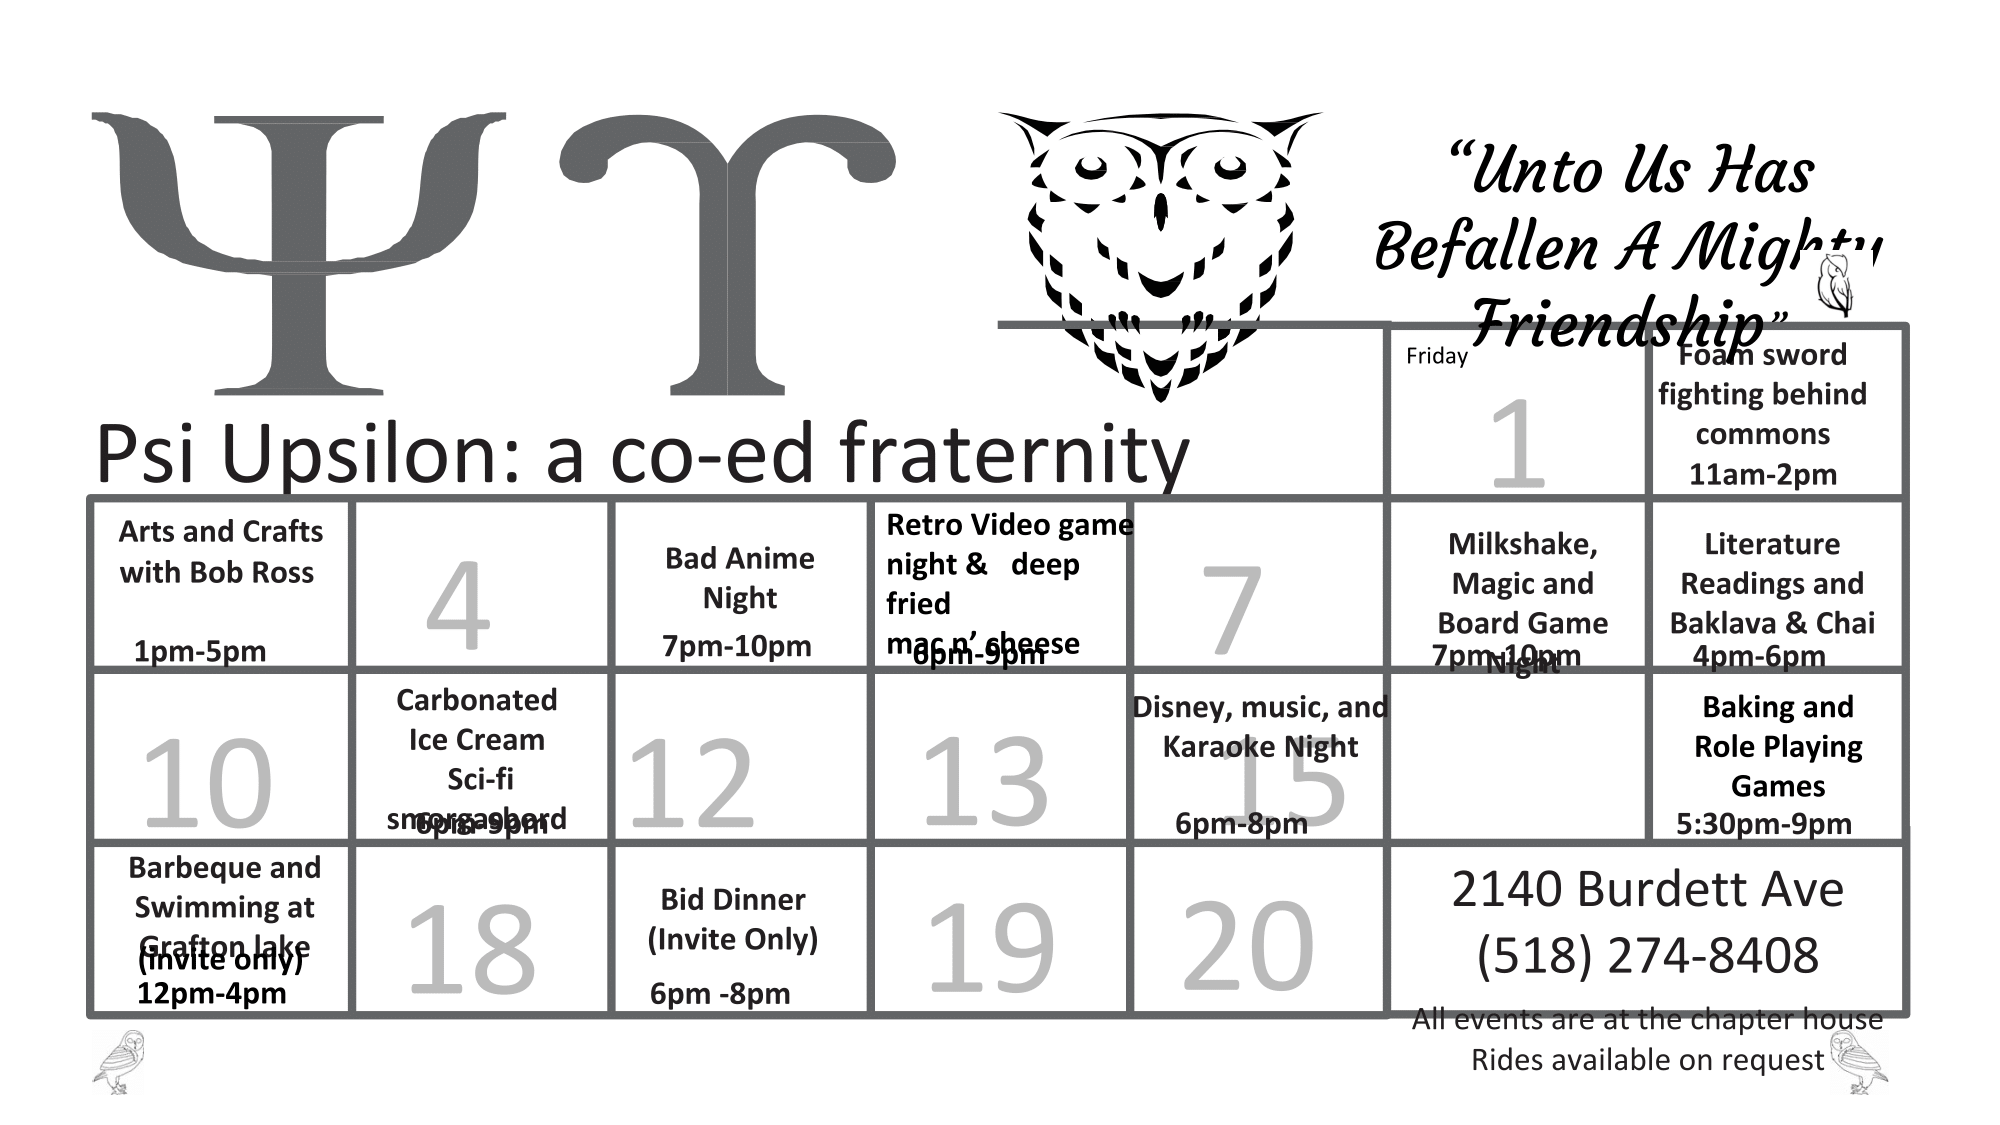 ΨΥ
“Unto Us Has
Befallen A Mighty
Friendship”
Psi Upsilon: a co-ed fraternity
Friday
1
Foam sword
fighting behind
commons
11am-2pm
Arts and Crafts
with Bob Ross
1pm-5pm
4
Bad Anime
Night
7pm-10pm
Retro Video game
night & deep
fried
mac n’ cheese
6pm-9pm
7
Milkshake,
Magic and
Board Game
Night
7pm-10pm
Literature
Readings and
Baklava & Chai
4pm-6pm
10
Carbonated
Ice Cream
Sci-fi
smorgasbord
6pm-9pm
12
13
Disney, music, and
Karaoke Night
15
6pm-8pm
Baking and
Role Playing
Games
5:30pm-9pm
Barbeque and
Swimming at
Grafton lake
(invite only)
12pm-4pm
18
Bid Dinner
(Invite Only)
6pm -8pm
19
20
2140 Burdett Ave
(518) 274-8408
All events are at the chapter house
Rides available on request